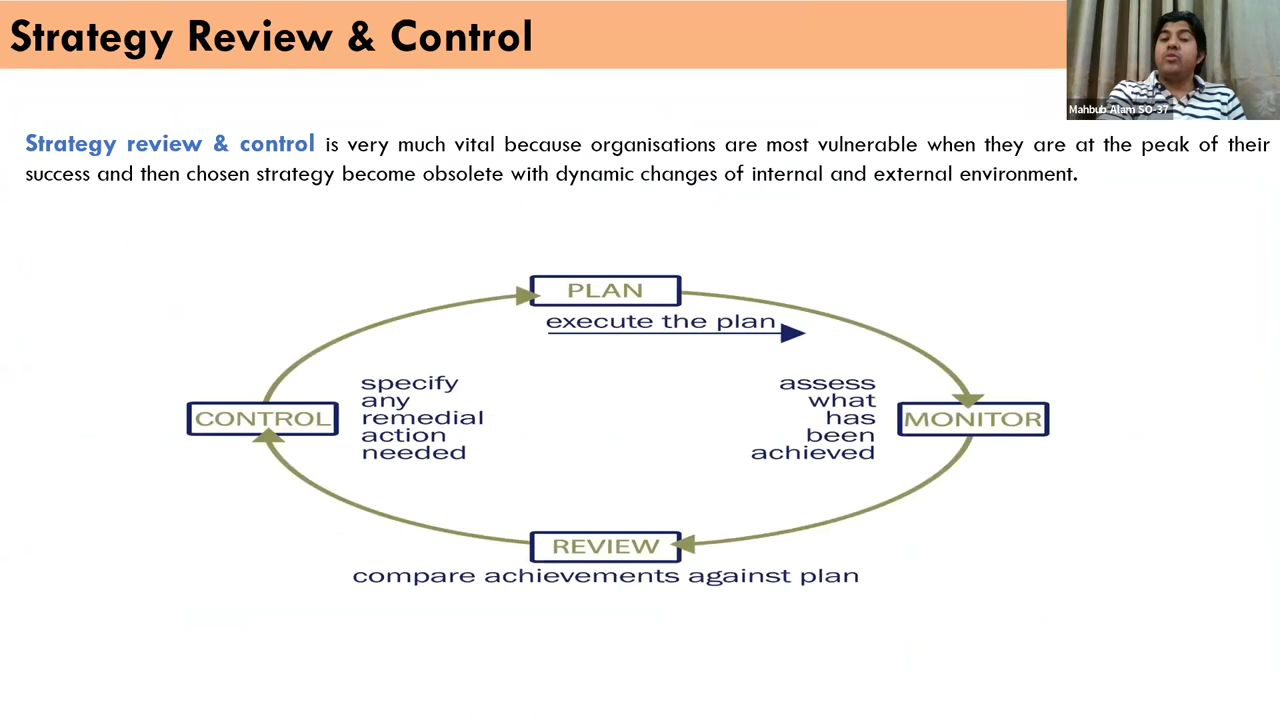 Strategy Review & Control
Mahbub Alam SO-37
Strategy review & control is very much vital because organisations are most vulnerable when they are at the peak of their
success and then chosen strategy become obsolete with dynamic changes of internal and external environment.
PLAN
execute the plan
CONTROL
specify
any
remedial
action
needed
assess
what
has
been
achieved
MONITOR
REVIEW
compare achievements against plan